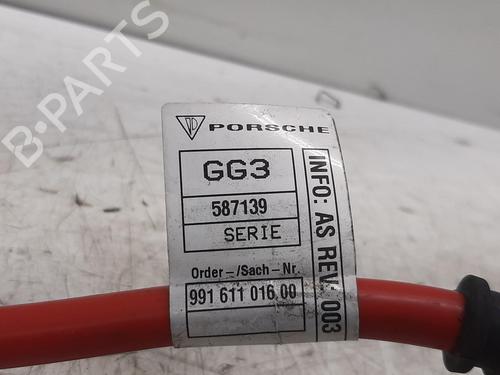 B-PARTS
PORSCHE
GG3
587139
SERIE
Order-/Sach-Nr.
991 611 016.00
INFO: AS REV: 003